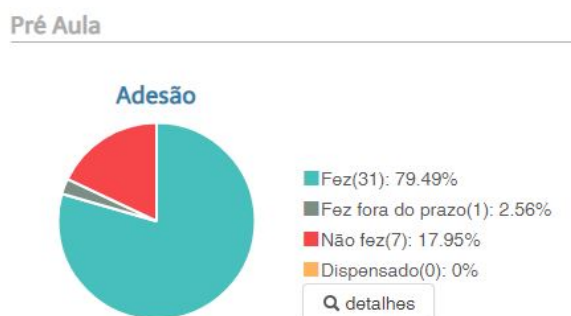 Pré Aula
Adesão
Fez(31): 79.49%
Fez fora do prazo(1): 2.56%
Não fez(7): 17.95%
Dispensado(0): 0%
detalhes